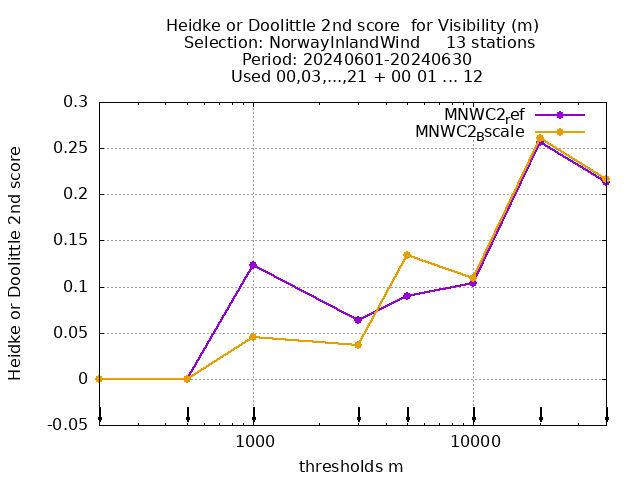 Heidke or Doolittle 2nd score  for Visibility (m)
Selection: NorwayInlandWind     13 stations
Period: 20240601-20240630
Used 00,03,...,21 + 00 01 ... 12
Heidke or Doolittle 2nd score
0.3
0.25
0.2
0.15
0.1
0.05
0
-0.05
MNWC2ref
MNWC2Bscale
1000
10000
thresholds m